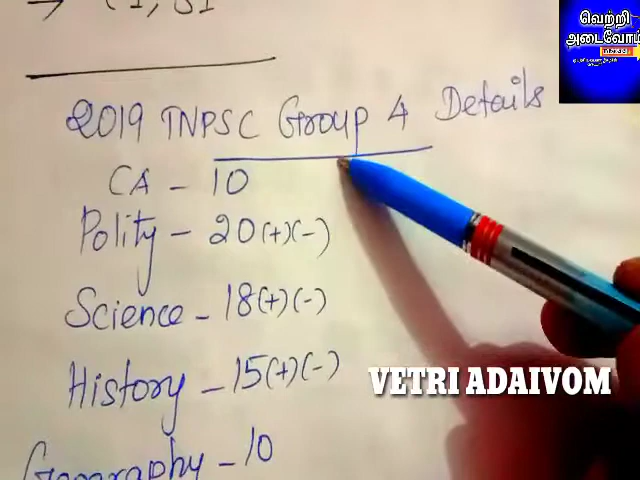 வெற்றி
அடைவோம்
2019 TNPSC Group 4 Details
CA - 10
Polity - 20(+)(-)
Science - 18(+)(-)
History - 15(+)(-)
VETRI ADAIVOM
Geography - 10